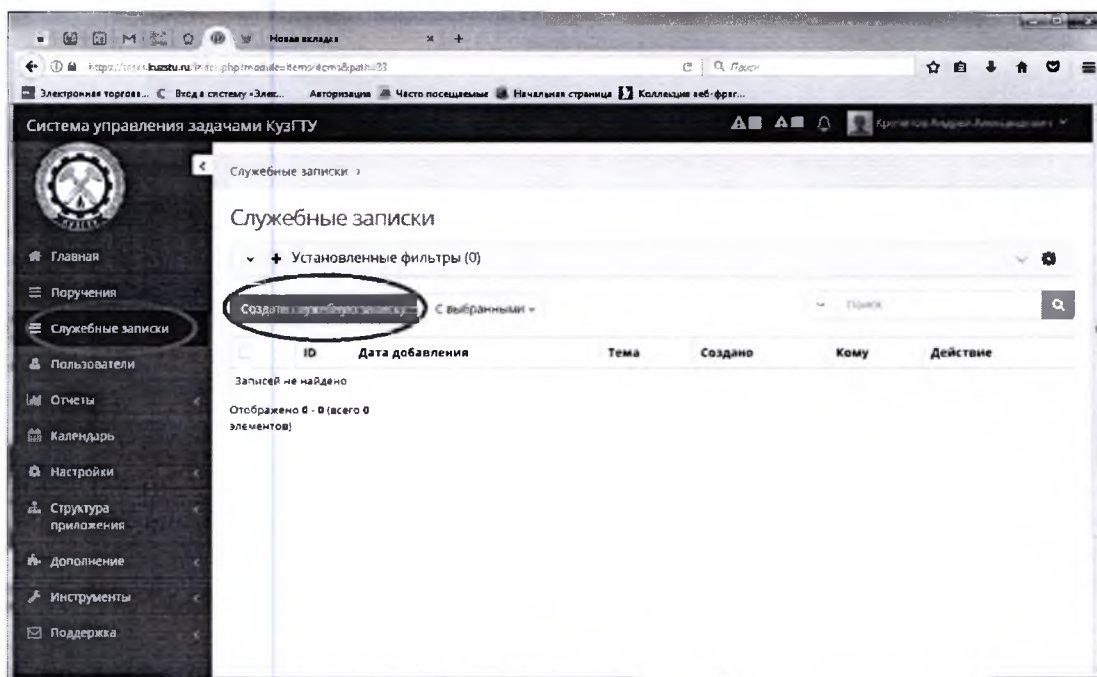 Новая вкладка
Поиск
Электронная торгова... Вход в систему «Элек... Авторизация Часто посещаемые Начальная страница Коллекция веб-фраг...
Система управления задачами КузГТУ
Служебные записки
Служебные записки
Главная
Установленные фильтры (0)
Поручения
Создать служебную записку С выбранными Поиск
Служебные записки
ID Дата добавления Тема Создано Кому Действие
Пользователи
Записей не найдено
Отчеты
Отображено 0 - 0 (всего 0
элементов)
Календарь
Настройки
Структура
приложения
Дополнение
Инструменты
Поддержка